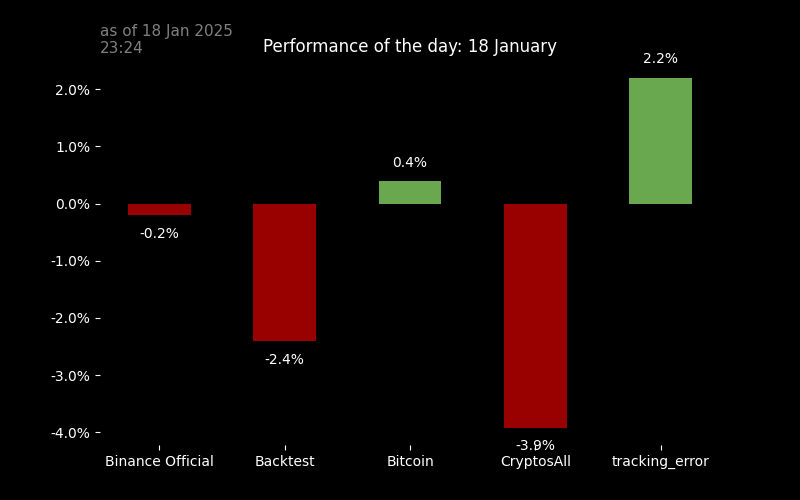 as of 18 Jan 2025
23:24
Performance of the day: 18 January
2.2%
2.0%
1.0%
0.4%
0.0%
-0.2%
-1.0%
-2.0%
-2.4%
-3.0%
-4.0%
-3.9%
Binance Official
Backtest
Bitcoin
CryptosAll
tracking_error